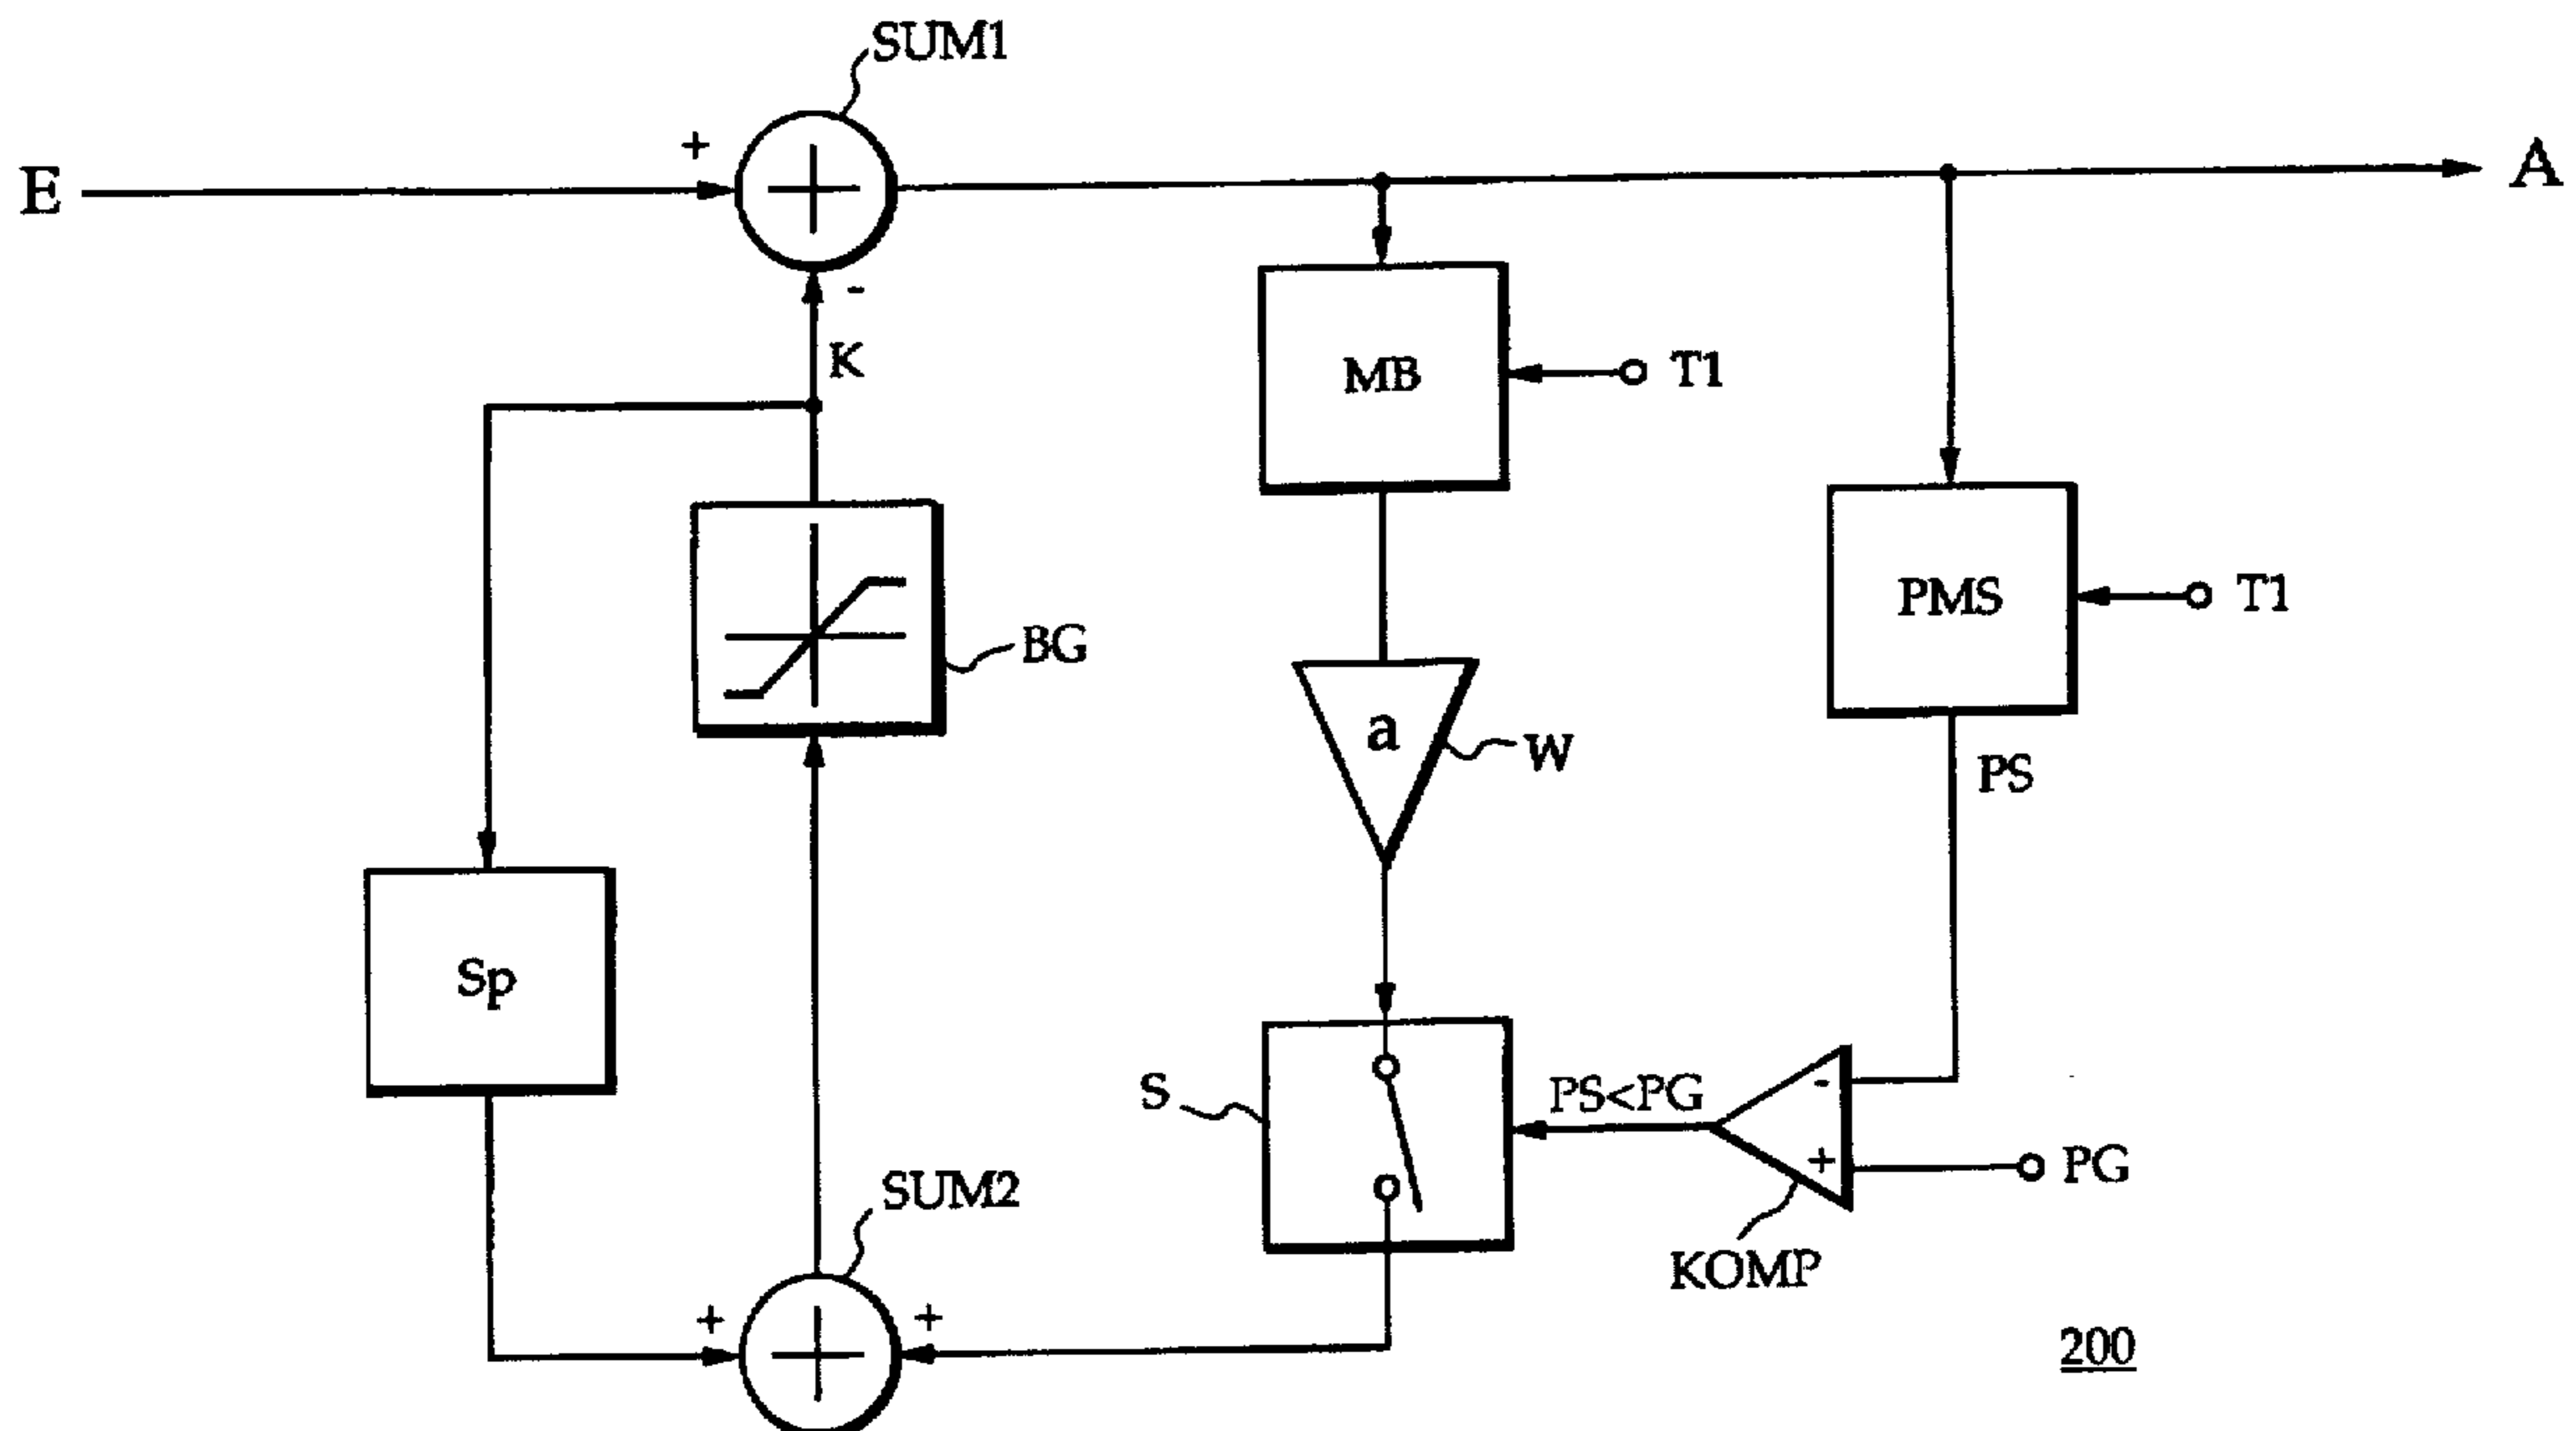 SUM1
E
+
A
-
K
MB
T1
PMS
T1
BG
a
W
PS
Sp
S
PS<PG
-
+
PG
KOMP
SUM2
+
+
200